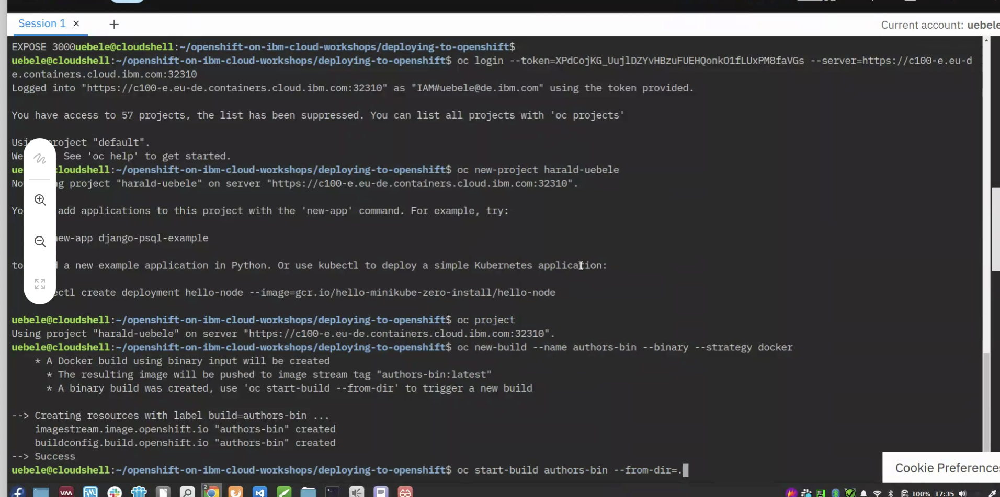 Session 1 × +
Current account: uebele
EXPOSE 3000uebele@cloudshell:~/openshift-on-ibm-cloud-workshops/deploying-to-openshift$
uebele@cloudshell:~/openshift-on-ibm-cloud-workshops/deploying-to-openshift$ oc login --token=XPdCojKG_UujlDZYvHBzuFUEHQonkO1fLUxPM8faVGs --server=https://c100-e.eu-d
e.containers.cloud.ibm.com:32310
Logged into "https://c100-e.eu-de.containers.cloud.ibm.com:32310" as "IAM#uebele@de.ibm.com" using the token provided.
You have access to 57 projects, the list has been suppressed. You can list all projects with 'oc projects'
Usi project "default".
We See 'oc help' to get started.
ue cloudshell:~/openshift-on-ibm-cloud-workshops/deploying-to-openshift$ oc new-project harald-uebele
No g project "harald-uebele" on server "https://c100-e.eu-de.containers.cloud.ibm.com:32310".
Yo add applications to this project with the 'new-app' command. For example, try:
new-app django-psql-example
to d a new example application in Python. Or use kubectl to deploy a simple Kubernetes application:
ectl create deployment hello-node --image=gcr.io/hello-minikube-zero-install/hello-node
uebele@cloudshell:~/openshift-on-ibm-cloud-workshops/deploying-to-openshift$ oc project
Using project "harald-uebele" on server "https://c100-e.eu-de.containers.cloud.ibm.com:32310".
uebele@cloudshell:~/openshift-on-ibm-cloud-workshops/deploying-to-openshift$ oc new-build --name authors-bin --binary --strategy docker
* A Docker build using binary input will be created
* The resulting image will be pushed to image stream tag "authors-bin:latest"
* A binary build was created, use 'oc start-build --from-dir' to trigger a new build
--> Creating resources with label build=authors-bin ...
imagestream.image.openshift.io "authors-bin" created
buildconfig.build.openshift.io "authors-bin" created
--> Success
uebele@cloudshell:~/openshift-on-ibm-cloud-workshops/deploying-to-openshift$ oc start-build authors-bin --from-dir=.
Cookie Preferences
2
100% 17:35